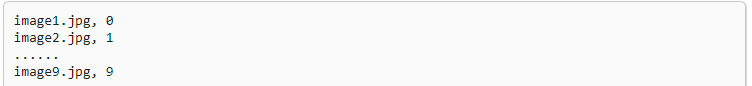 image1.jpg, 0
image2.jpg, 1
......
image9.jpg, 9